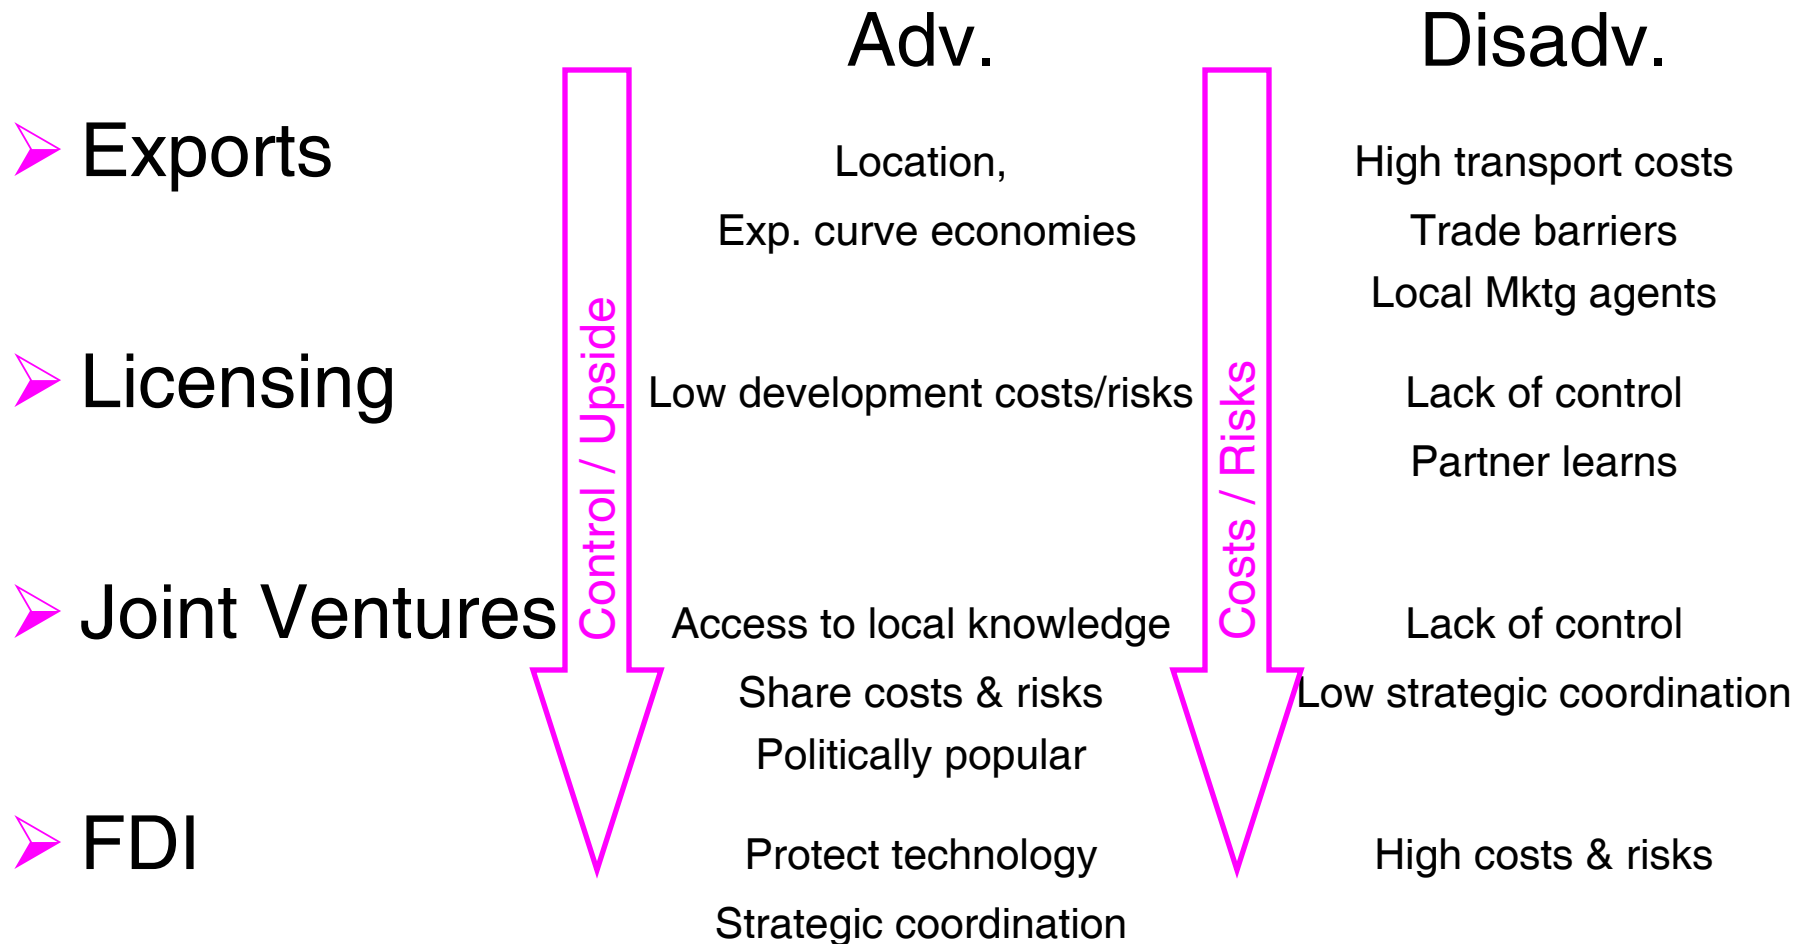 Adv.
Disadv.
Exports
Location,
High transport costs
Exp. curve economies
Trade barriers
Local Mktg agents
Licensing
Low development costs/risks
Lack of control
Partner learns
Control / Upside
Costs / Risks
Joint Ventures
Access to local knowledge
Lack of control
Share costs & risks
Low strategic coordination
Politically popular
FDI
Protect technology
High costs & risks
Strategic coordination